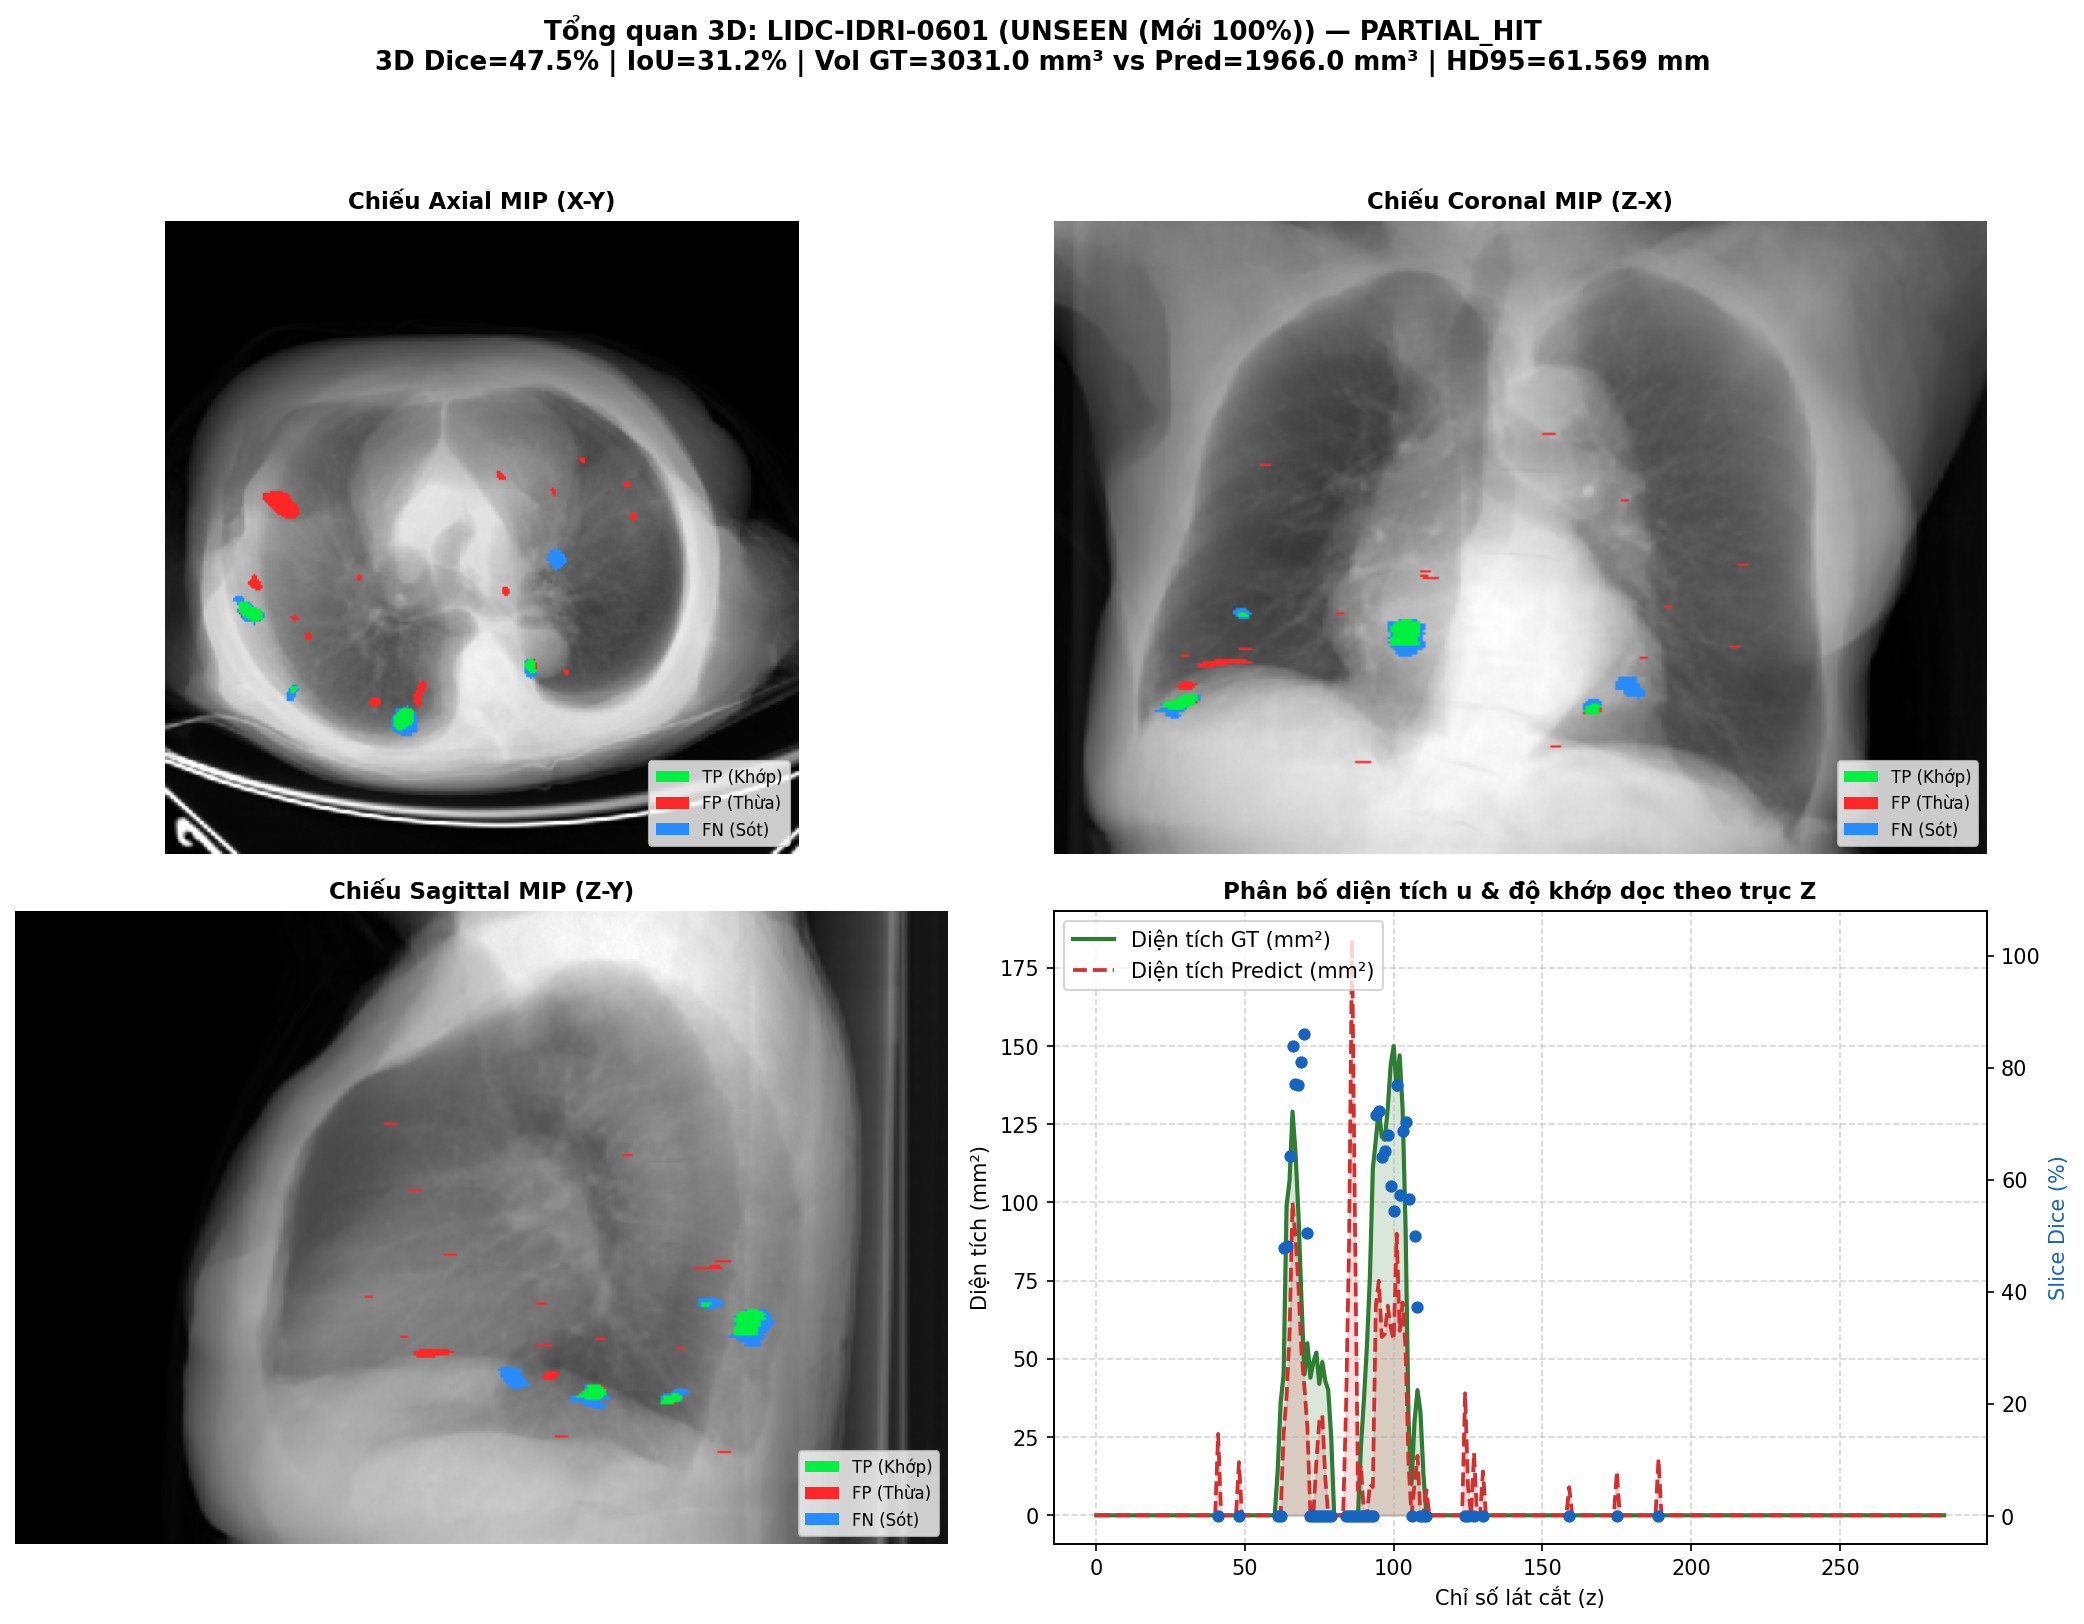 Tổng quan 3D: LIDC-IDRI-0601 (UNSEEN (Mới 100%)) — PARTIAL_HIT
3D Dice=47.5% | IoU=31.2% | Vol GT=3031.0 mm³ vs Pred=1966.0 mm³ | HD95=61.569 mm
Chiếu Axial MIP (X-Y)
TP (Khớp)
FP (Thừa)
FN (Sót)
Chiếu Coronal MIP (Z-X)
TP (Khớp)
FP (Thừa)
FN (Sót)
Chiếu Sagittal MIP (Z-Y)
TP (Khớp)
FP (Thừa)
FN (Sót)
Phân bố diện tích u & độ khớp dọc theo trục Z
Diện tích GT (mm²)
Diện tích Predict (mm²)
Diện tích (mm²)
175
150
125
100
75
50
25
0
100
80
60
40
20
0
Slice Dice (%)
0 50 100 150 200 250
Chỉ số lát cắt (z)